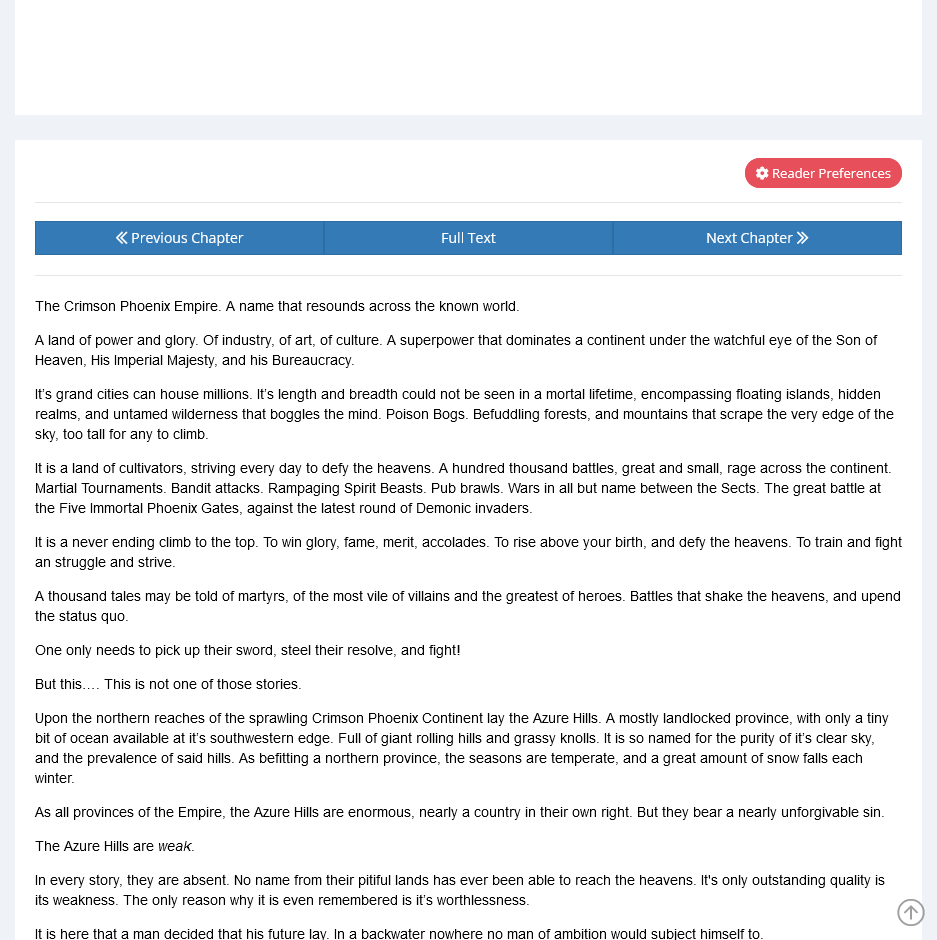 Reader Preferences
Previous Chapter
Full Text
Next Chapter
The Crimson Phoenix Empire. A name that resounds across the known world.
A land of power and glory. Of industry, of art, of culture. A superpower that dominates a continent under the watchful eye of the Son of
Heaven, His Imperial Majesty, and his Bureaucracy.
It’s grand cities can house millions. It’s length and breadth could not be seen in a mortal lifetime, encompassing floating islands, hidden
realms, and untamed wilderness that boggles the mind. Poison Bogs. Befuddling forests, and mountains that scrape the very edge of the
sky, too tall for any to climb.
It is a land of cultivators, striving every day to defy the heavens. A hundred thousand battles, great and small, rage across the continent.
Martial Tournaments. Bandit attacks. Rampaging Spirit Beasts. Pub brawls. Wars in all but name between the Sects. The great battle at
the Five Immortal Phoenix Gates, against the latest round of Demonic invaders.
It is a never ending climb to the top. To win glory, fame, merit, accolades. To rise above your birth, and defy the heavens. To train and fight
an struggle and strive.
A thousand tales may be told of martyrs, of the most vile of villains and the greatest of heroes. Battles that shake the heavens, and upend
the status quo.
One only needs to pick up their sword, steel their resolve, and fight!
But this…. This is not one of those stories.
Upon the northern reaches of the sprawling Crimson Phoenix Continent lay the Azure Hills. A mostly landlocked province, with only a tiny
bit of ocean available at it’s southwestern edge. Full of giant rolling hills and grassy knolls. It is so named for the purity of it’s clear sky,
and the prevalence of said hills. As befitting a northern province, the seasons are temperate, and a great amount of snow falls each
winter.
As all provinces of the Empire, the Azure Hills are enormous, nearly a country in their own right. But they bear a nearly unforgivable sin.
The Azure Hills are weak.
In every story, they are absent. No name from their pitiful lands has ever been able to reach the heavens. It's only outstanding quality is
its weakness. The only reason why it is even remembered is it’s worthlessness.
It is here that a man decided that his future lay. In a backwater nowhere no man of ambition would subject himself to.